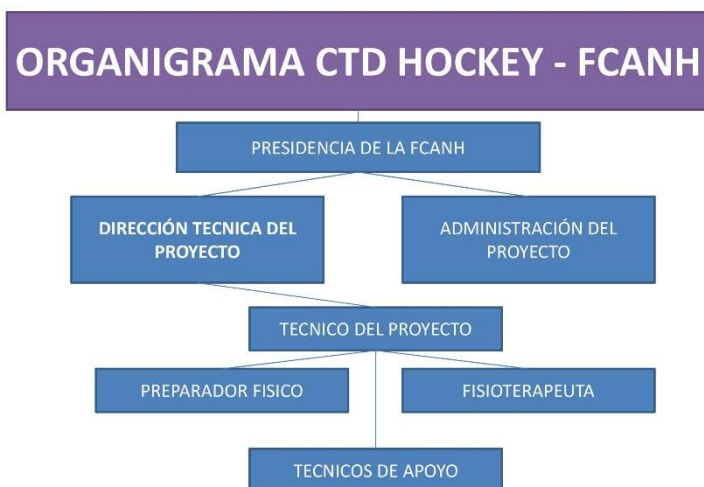 ORGANIGRAMA CTD HOCKEY - FCANH
PRESIDENCIA DE LA FCANH
DIRECCIÓN TECNICA DEL
PROYECTO
ADMINISTRACIÓN DEL
PROYECTO
TECNICO DEL PROYECTO
PREPARADOR FISICO
FISIOTERAPEUTA
TECNICOS DE APOYO